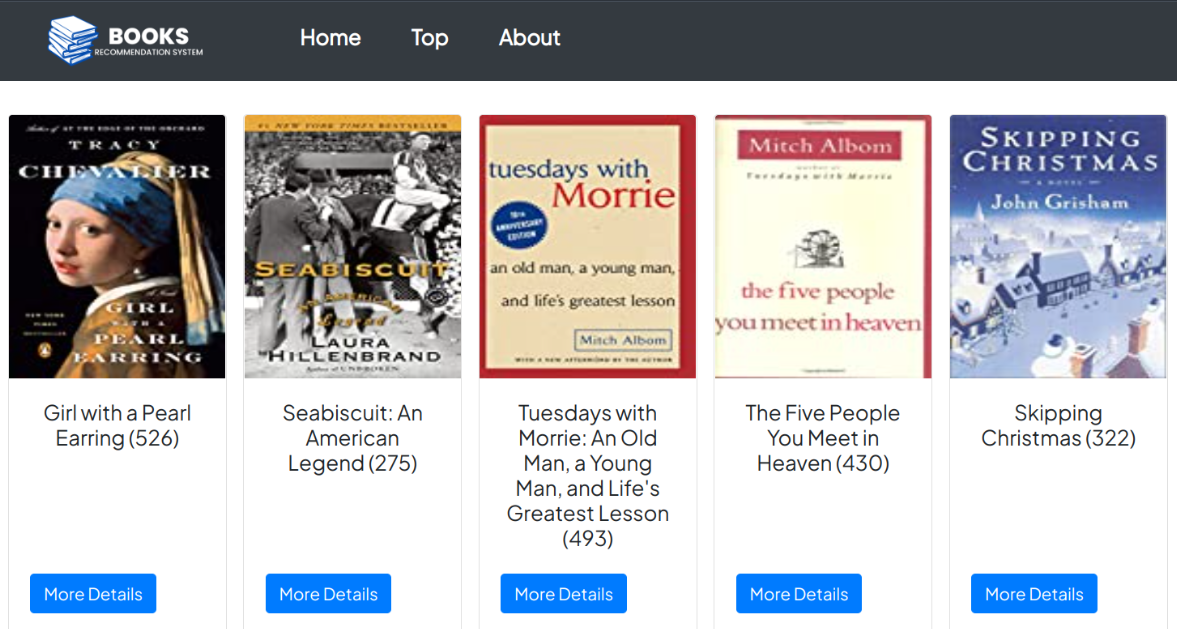 BOOKS
RECOMMENDATION SYSTEM
Home
Top
About
Author of AT THE EDGE OF THE ORCHARD
TRACY
CHEVALIER
A Novel
GIRL
WITH A
PEARL
EARRING
NEW YORK
TIMES
BESTSELLER
#1 NEW YORK TIMES BESTSELLER
SEABISCUIT
AN AMERICAN
Legend
LAURA
HILLENBRAND
Author of UNBROKEN
tuesdays with
Morrie
10th
ANNIVERSARY
EDITION
an old man, a young man,
and life's greatest lesson
Mitch Albom
WITH A NEW AFTERWORD BY THE AUTHOR
Mitch Albom
author of
Tuesdays with Morrie
the five people
you meet in heaven
SKIPPING
CHRISTMAS
A NOVEL
John Grisham
Girl with a Pearl
Earring (526)
Seabiscuit: An
American
Legend (275)
Tuesdays with
Morrie: An Old
Man, a Young
Man, and Life's
Greatest Lesson
(493)
The Five People
You Meet in
Heaven (430)
Skipping
Christmas (322)
More Details
More Details
More Details
More Details
More Details